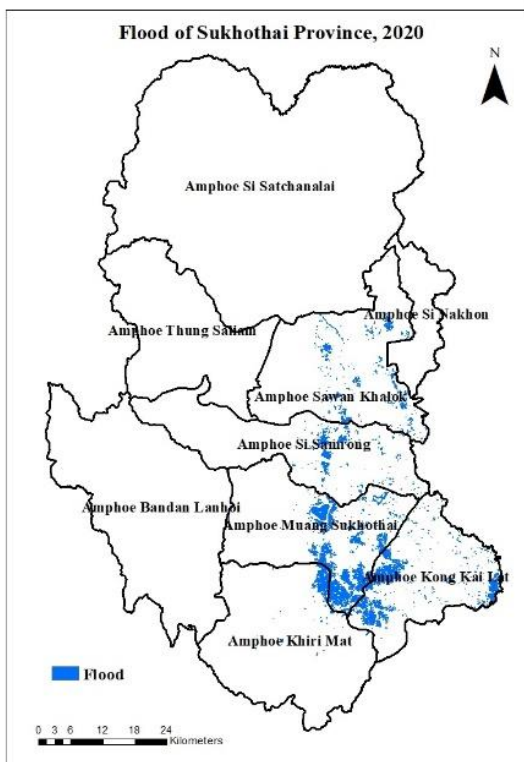 Flood of Sukhothai Province, 2020
N
Amphoe Si Satchanalai
Amphoe Si Nakhon
Amphoe Thung Saliam
Amphoe Sawan Khalok
Amphoe Si Samrong
Amphoe Bandan Lanhoi
Amphoe Muang Sukhothai
Amphoe Kong Kai Lat
Amphoe Khiri Mat
Flood
0 3 6 12 18 24
Kilometers